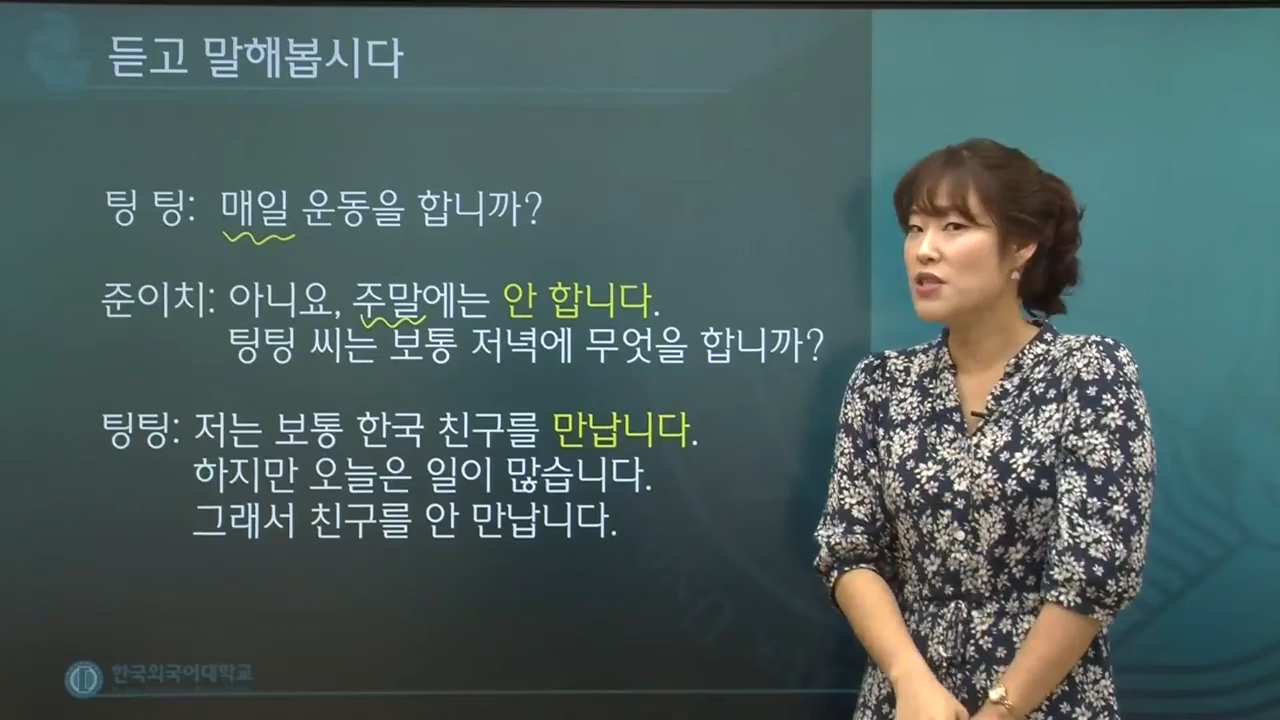 듣고 말해봅시다
팅 팅: 매일 운동을 합니까?
준이치: 아니요, 주말에는 안 합니다.
팅팅 씨는 보통 저녁에 무엇을 합니까?
팅팅: 저는 보통 한국 친구를 만납니다.
하지만 오늘은 일이 많습니다.
그래서 친구를 안 만납니다.
한국외국어대학교